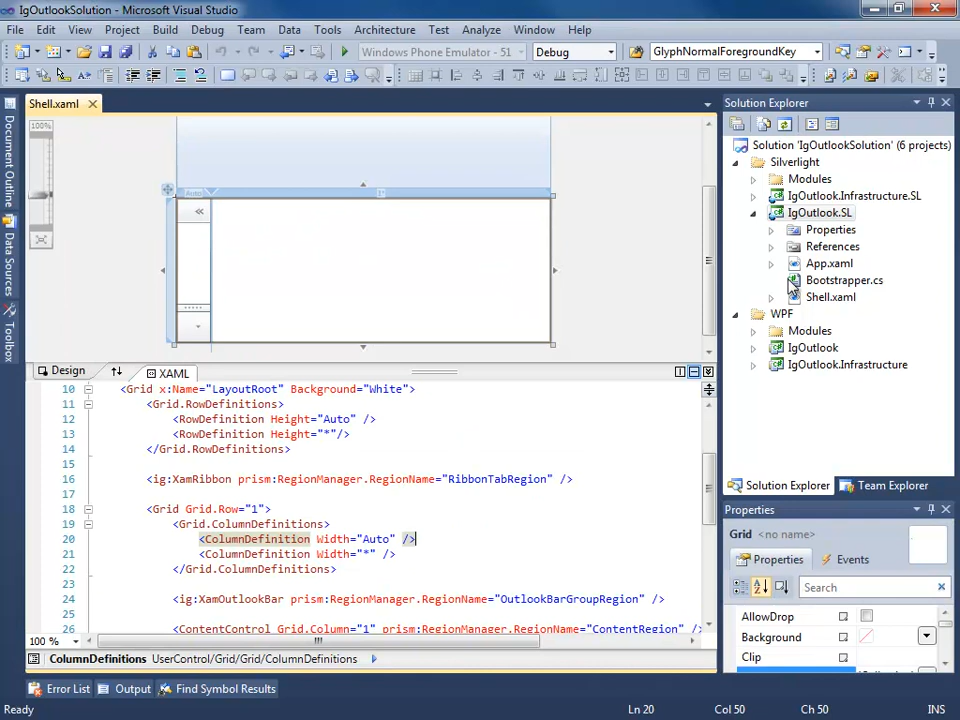 IgOutlookSolution - Microsoft Visual Studio
File Edit View Project Build Debug Team Data Tools Architecture Test Analyze Window Help
Windows Phone Emulator - 51 Debug GlyphNormalForegroundKey
Shell.xaml
Document Outline
Data Sources
Toolbox
100%
Auto 1*
Design XAML
10 <Grid x:Name="LayoutRoot" Background="White">
11 <Grid.RowDefinitions>
12 <RowDefinition Height="Auto" />
13 <RowDefinition Height="*"/>
14 </Grid.RowDefinitions>
15
16 <ig:XamRibbon prism:RegionManager.RegionName="RibbonTabRegion" />
17
18 <Grid Grid.Row="1">
19 <Grid.ColumnDefinitions>
20 <ColumnDefinition Width="Auto" />
21 <ColumnDefinition Width="*" />
22 </Grid.ColumnDefinitions>
23
24 <ig:XamOutlookBar prism:RegionManager.RegionName="OutlookBarGroupRegion" />
25
26 <ContentControl Grid.Column="1" prism:RegionManager.RegionName="ContentRegion" />
100 %
ColumnDefinitions UserControl/Grid/Grid/ColumnDefinitions
Error List Output Find Symbol Results
Ready Ln 20 Col 50 Ch 50 INS
Solution Explorer
Solution 'IgOutlookSolution' (6 projects)
Silverlight
Modules
IgOutlook.Infrastructure.SL
IgOutlook.SL
Properties
References
App.xaml
Bootstrapper.cs
Shell.xaml
WPF
Modules
IgOutlook
IgOutlook.Infrastructure
Solution Explorer Team Explorer
Properties
Grid <no name>
Properties Events
Search
AllowDrop
Background
Clip